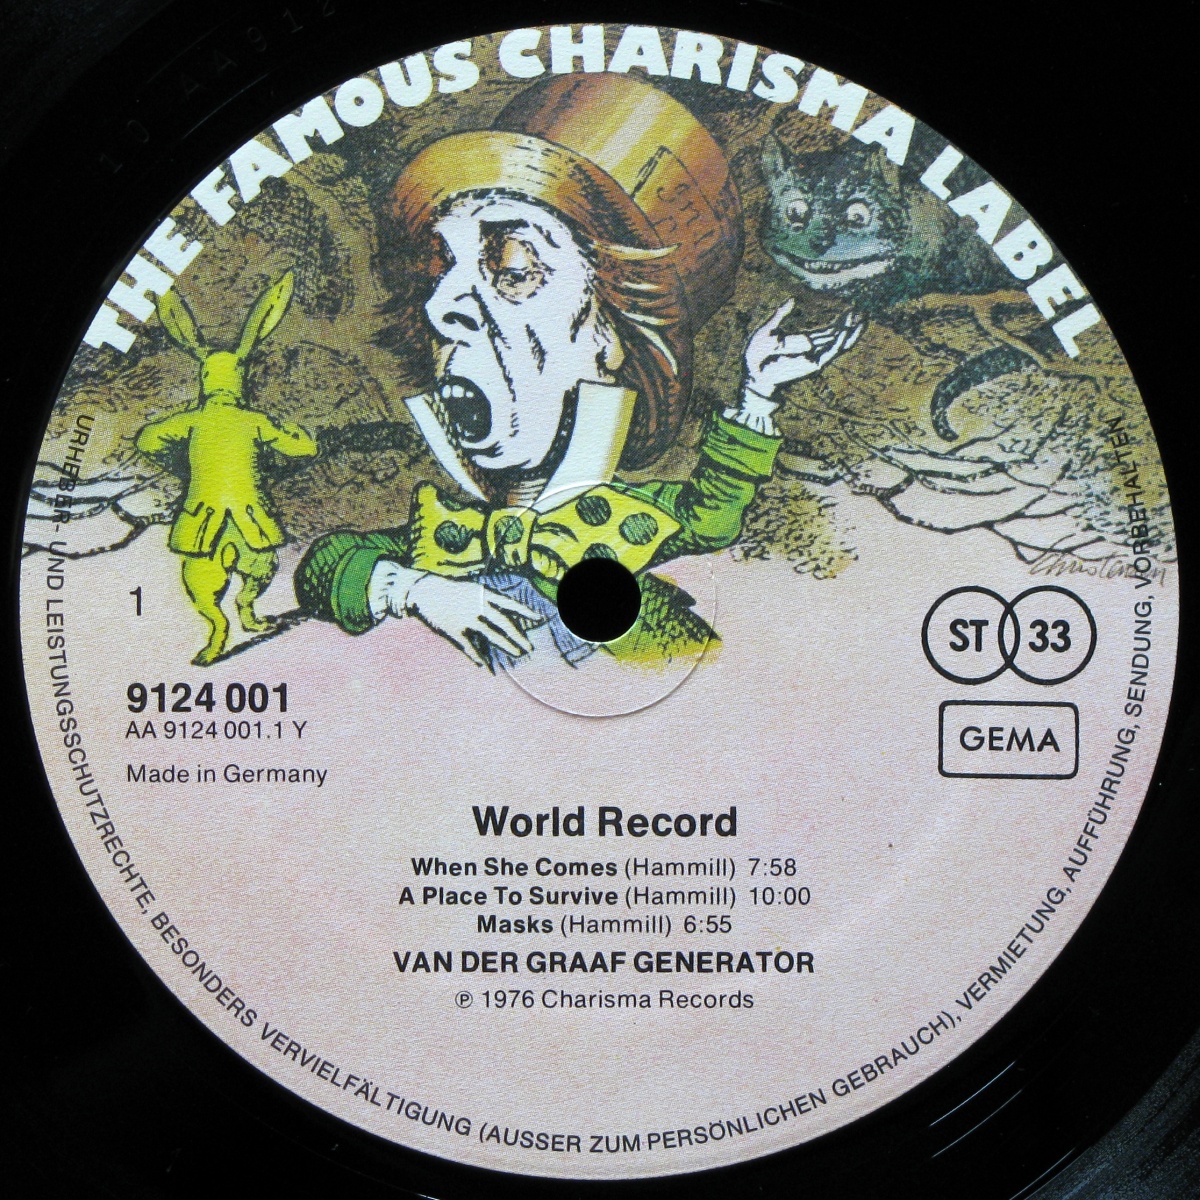 THE FAMOUS CHARISMA LABEL
1
9124 001
AA 9124 001.1 Y
Made in Germany
ST 33
GEMA
World Record
When She Comes (Hammill) 7:58
A Place To Survive (Hammill) 10:00
Masks (Hammill) 6:55
VAN DER GRAAF GENERATOR
℗ 1976 Charisma Records
URHEBER- UND LEISTUNGSSCHUTZRECHTE, BESONDERS VERVIELFÄLTIGUNG (AUSSER ZUM PERSÖNLICHEN GEBRAUCH), VERMIETUNG, AUFFÜHRUNG, SENDUNG, VORBEHALTEN